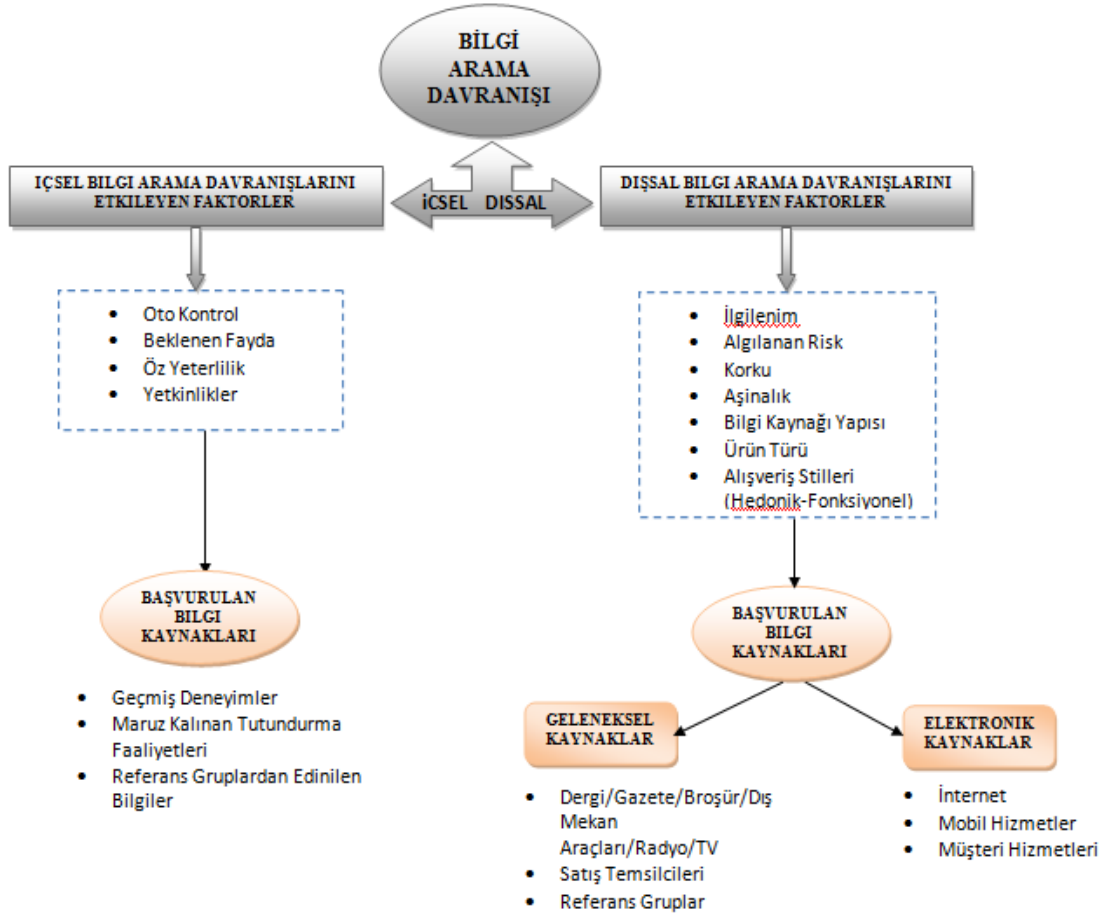 BİLGİ
ARAMA
DAVRANIŞI
IÇSEL BILGI ARAMA DAVRANIŞLARINI
ETKILEYEN FAKTORLER
iCSEL DISSAL
DIŞSAL BILGI ARAMA DAVRANIŞLARINI
ETKILEYEN FAKTORLER
• Oto Kontrol
• Beklenen Fayda
• Öz Yeterlilik
• Yetkinlikler
• İlgilenim
• Algılanan Risk
• Korku
• Aşinalık
• Bilgi Kaynağı Yapısı
• Ürün Türü
• Alışveriş Stilleri
(Hedonik-Fonksiyonel)
BAŞVURULAN
BILGI
KAYNAKLARI
• Geçmiş Deneyimler
• Maruz Kalınan Tutundurma
Faaliyetleri
• Referans Gruplardan Edinilen
Bilgiler
BAŞVURULAN
BILGI
KAYNAKLARI
GELENEKSEL
KAYNAKLAR
• Dergi/Gazete/Broşür/Dış
Mekan
Araçları/Radyo/TV
• Satış Temsilcileri
• Referans Gruplar
ELEKTRONIK
KAYNAKLAR
• İnternet
• Mobil Hizmetler
• Müşteri Hizmetleri